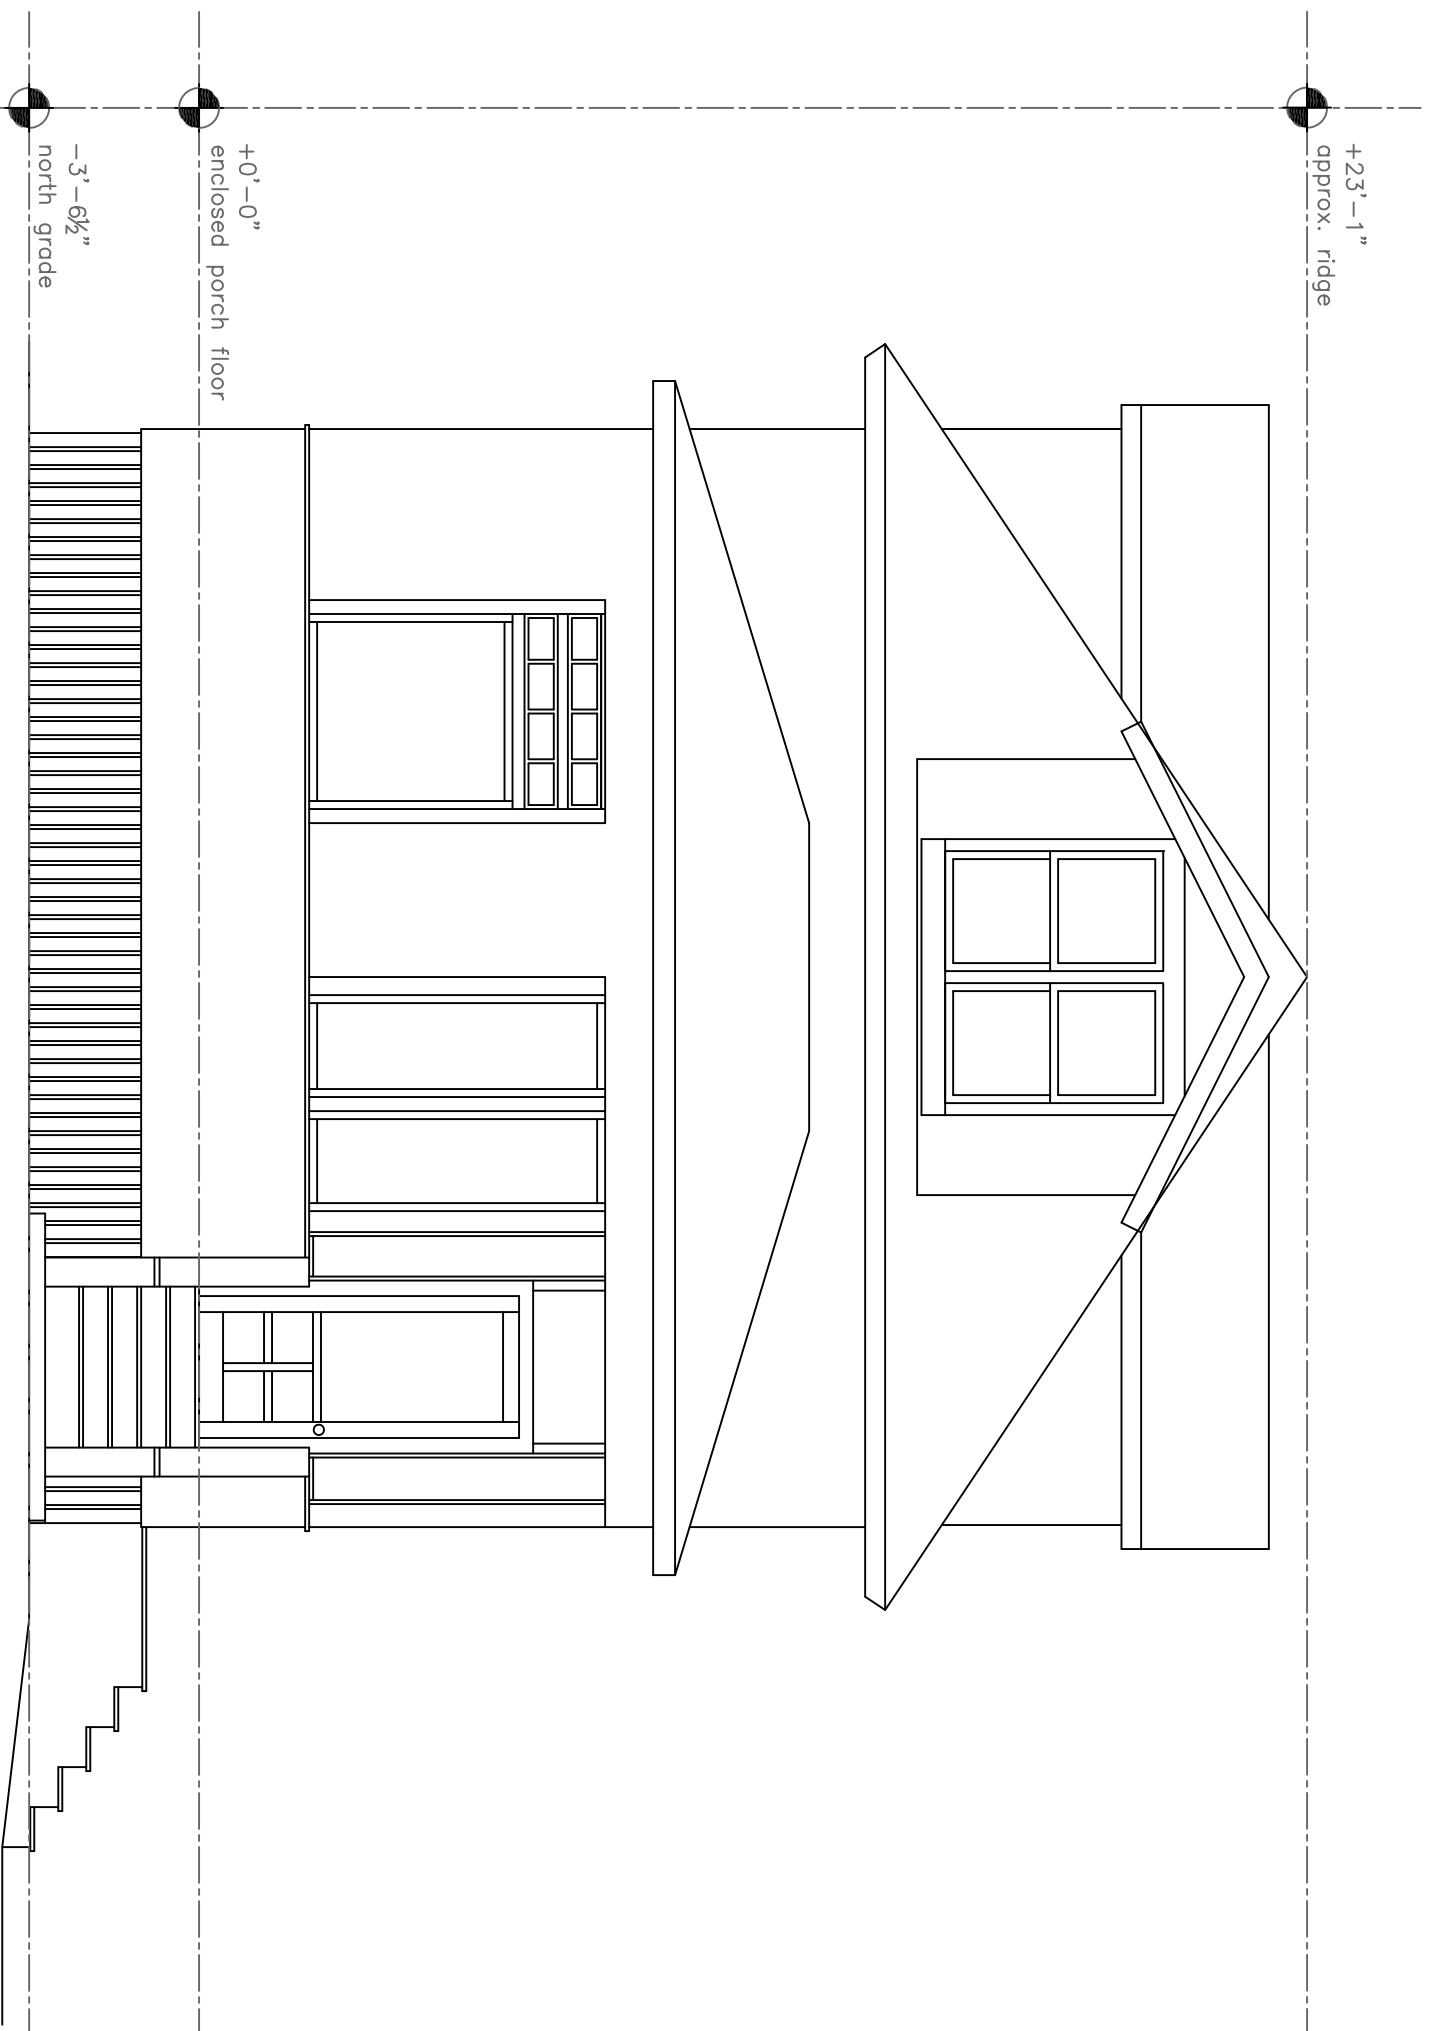 +23'-1"
approx. ridge
+0'-0"
enclosed porch floor
-3'-6½"
north grade